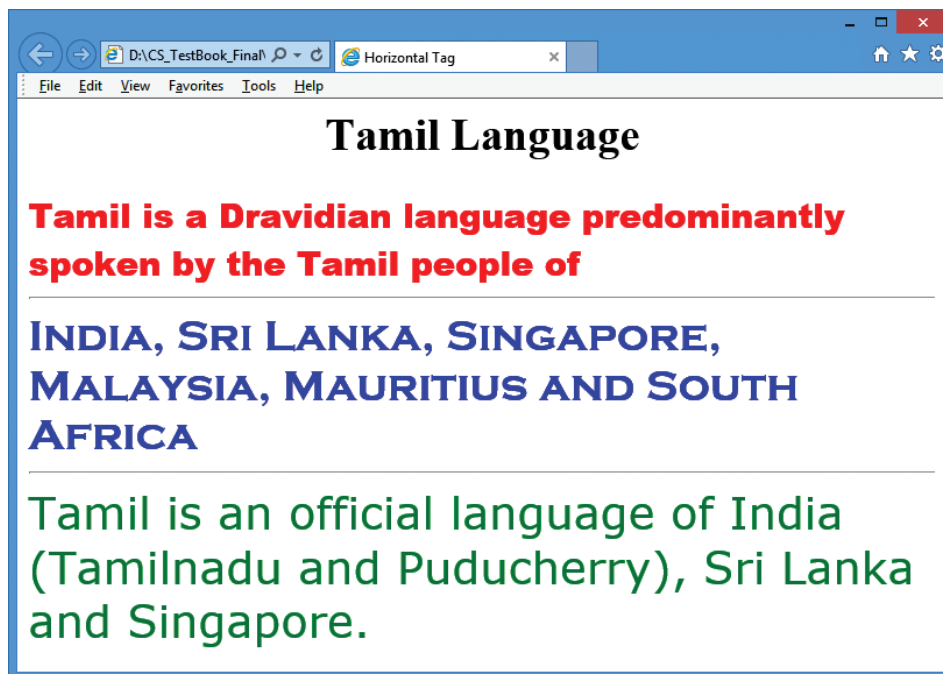 D:\CS_TestBook_Final\
Horizontal Tag
File Edit View Favorites Tools Help
Tamil Language
Tamil is a Dravidian language predominantly
spoken by the Tamil people of
INDIA, SRI LANKA, SINGAPORE,
MALAYSIA, MAURITIUS AND SOUTH
AFRICA
Tamil is an official language of India
(Tamilnadu and Puducherry), Sri Lanka
and Singapore.